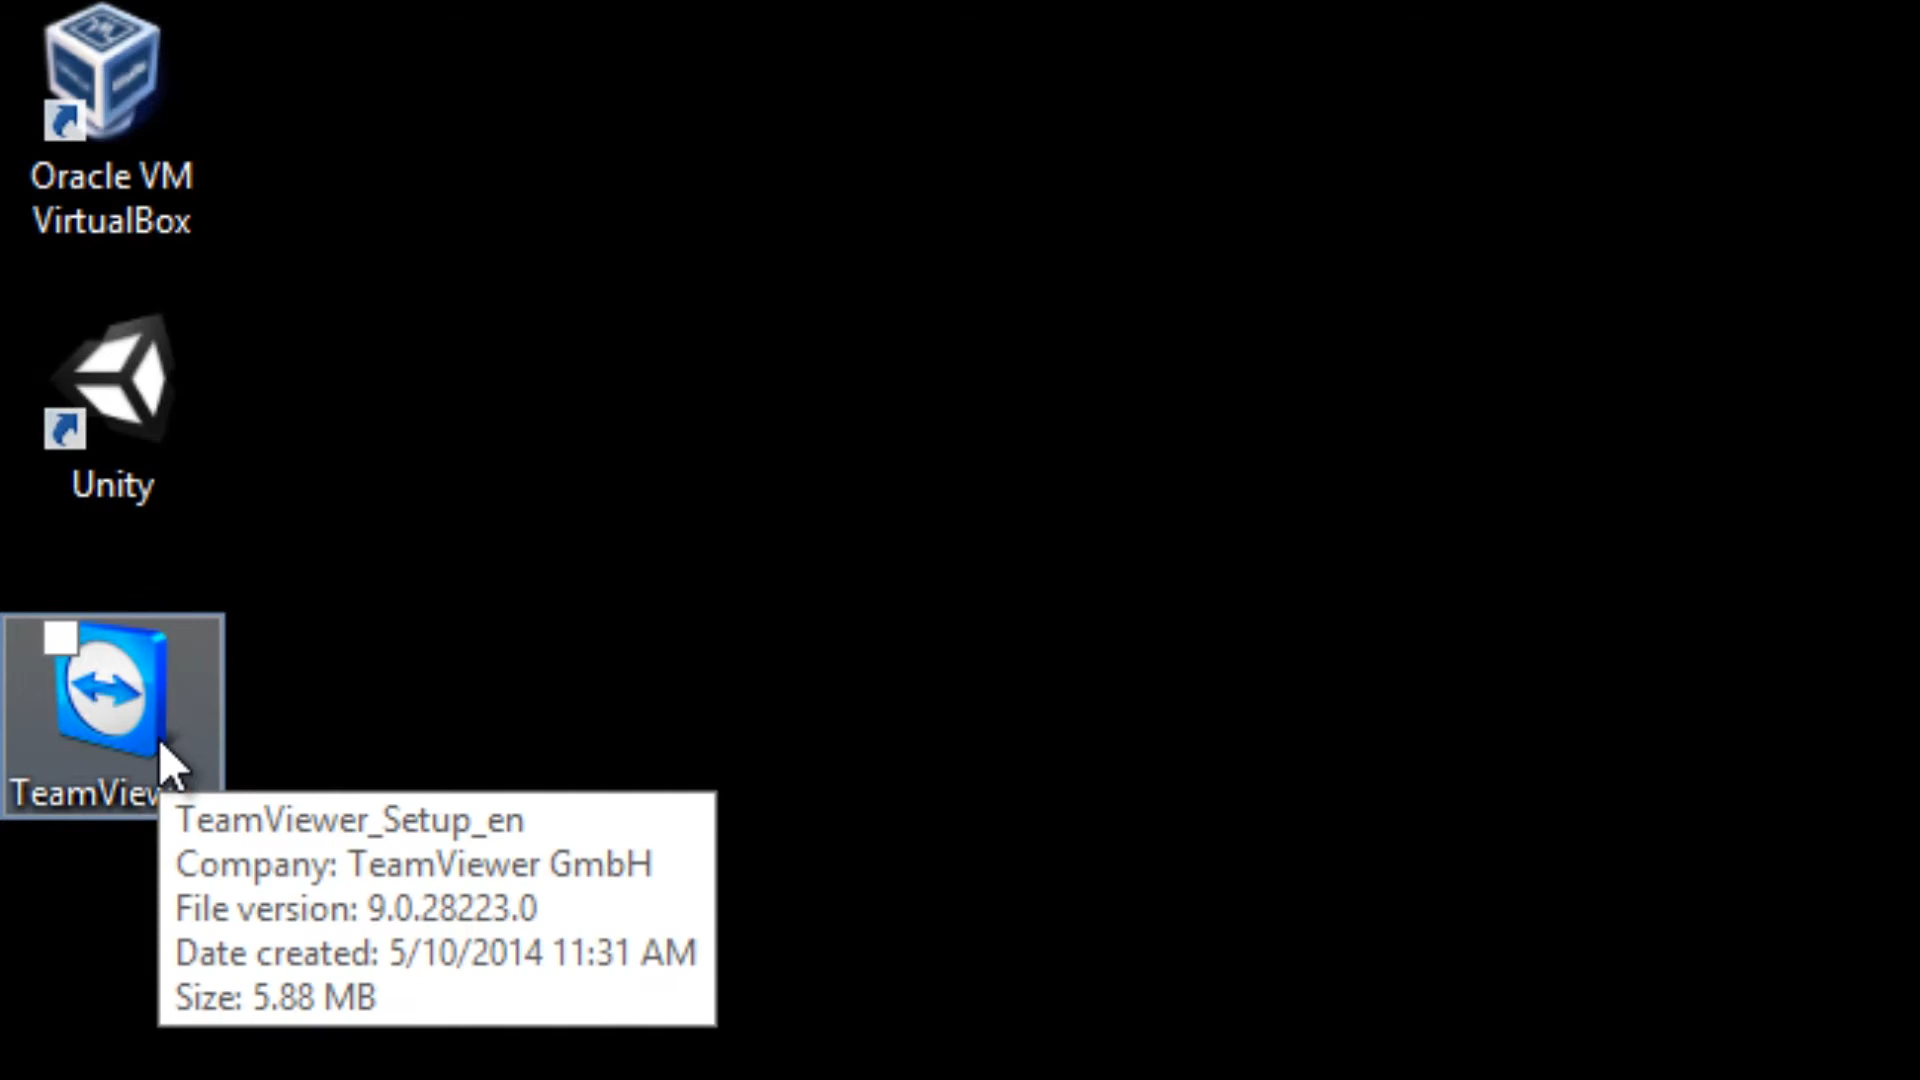 Oracle VM
VirtualBox
Unity
TeamView
TeamViewer_Setup_en
Company: TeamViewer GmbH
File version: 9.0.28223.0
Date created: 5/10/2014 11:31 AM
Size: 5.88 MB